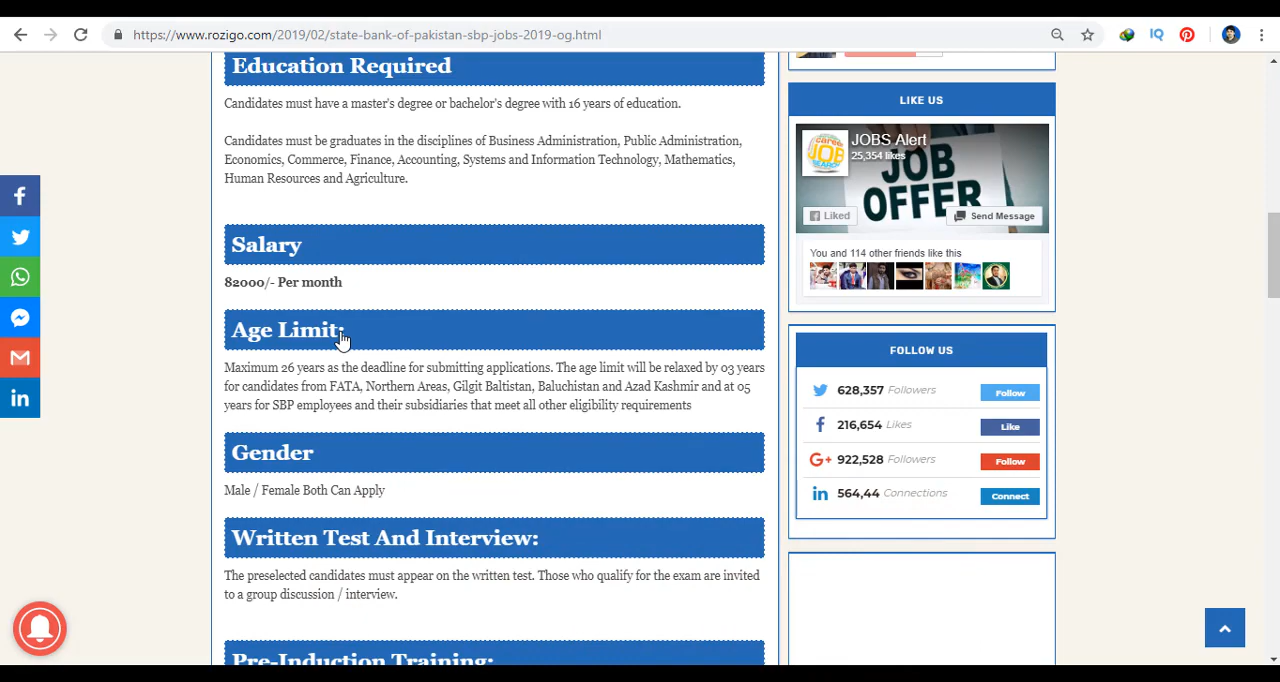 https://www.rozigo.com/2019/02/state-bank-of-pakistan-sbp-jobs-2019-og.html
IQ
Education Required
Candidates must have a master's degree or bachelor's degree with 16 years of education.
Candidates must be graduates in the disciplines of Business Administration, Public Administration,
Economics, Commerce, Finance, Accounting, Systems and Information Technology, Mathematics,
Human Resources and Agriculture.
Salary
82000/- Per month
Age Limit:
Maximum 26 years as the deadline for submitting applications. The age limit will be relaxed by 03 years
for candidates from FATA, Northern Areas, Gilgit Baltistan, Baluchistan and Azad Kashmir and at 05
years for SBP employees and their subsidiaries that meet all other eligibility requirements
Gender
Male / Female Both Can Apply
Written Test And Interview:
The preselected candidates must appear on the written test. Those who qualify for the exam are invited
to a group discussion / interview.
Pre-Induction Training:
LIKE US
JOBS Alert
25,354 likes
JOB
OFFER
JOB
Liked
Send Message
You and 114 other friends like this
FOLLOW US
628,357 Followers Follow
216,654 Likes Like
G+ 922,528 Followers Follow
in 564,44 Connections Connect
in